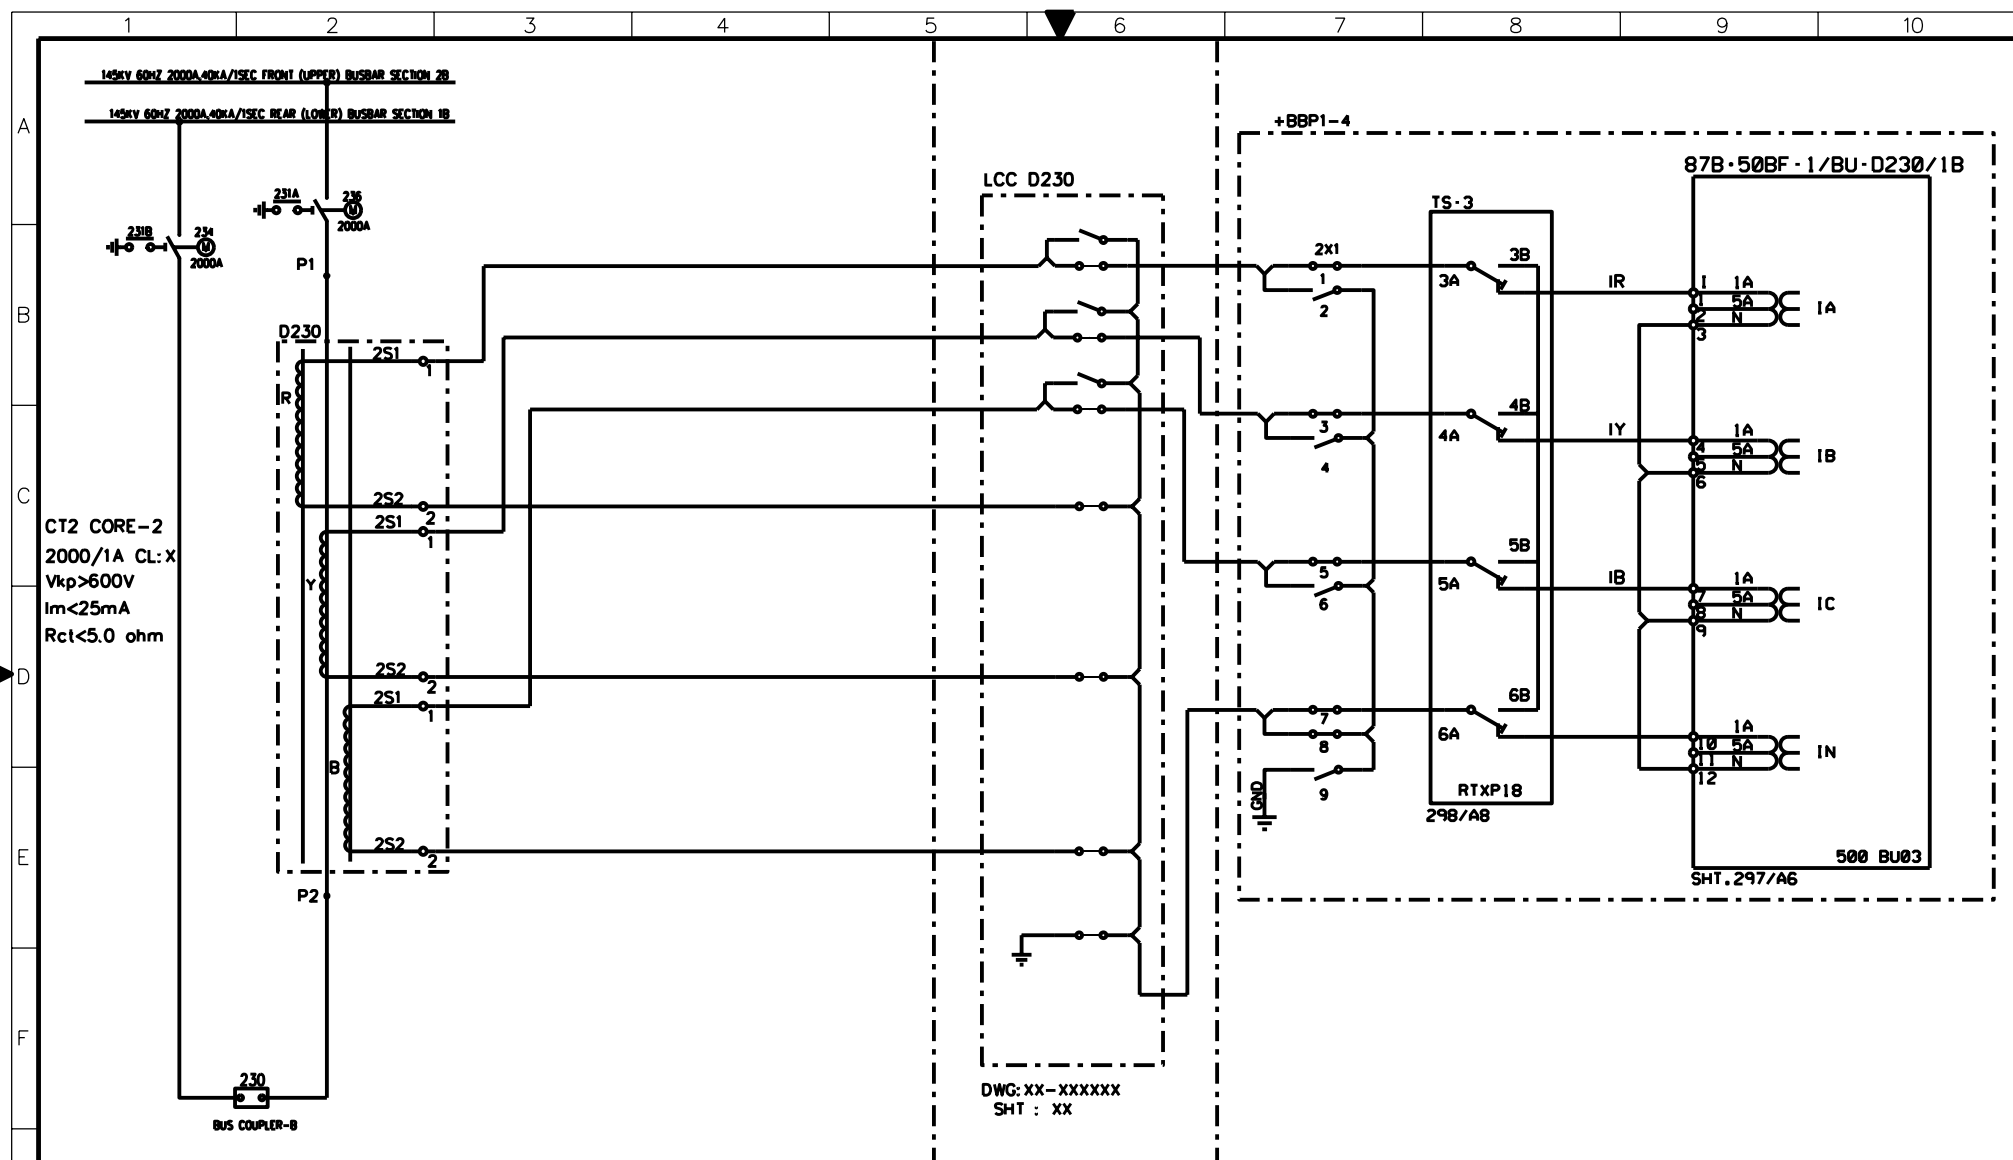 1 2 3 4 5 6 7 8 9 10
A
B
C
D
E
F
145KV 60HZ 2000A,40KA/1SEC FRONT (UPPER) BUSBAR SECTION 2B
145KV 60HZ 2000A,40KA/1SEC REAR (LOWER) BUSBAR SECTION 1B
231A
236
M
2000A
231B
234
M
2000A
P1
D230
2S1
1
R
2S2
2
2S1
1
Y
2S2
2
2S1
1
B
2S2
2
P2
CT2 CORE-2
2000/1A CL:X
Vkp>600V
Im<25mA
Rct<5.0 ohm
230
BUS COUPLER-B
LCC D230
DWG:XX-XXXXXX
SHT : XX
+BBP1-4
2X1
1
2
3
4
5
6
7
8
9
GND
TS-3
3B
3A
4B
4A
5B
5A
6B
6A
RTXP18
298/A8
IR
IY
IB
87B·50BF-1/BU-D230/1B
I
1A
1
5A
2
N
3
IA
1A
4
5A
5
N
6
IB
1A
7
5A
8
N
9
IC
1A
10
5A
11
N
12
IN
500 BU03
SHT.297/A6